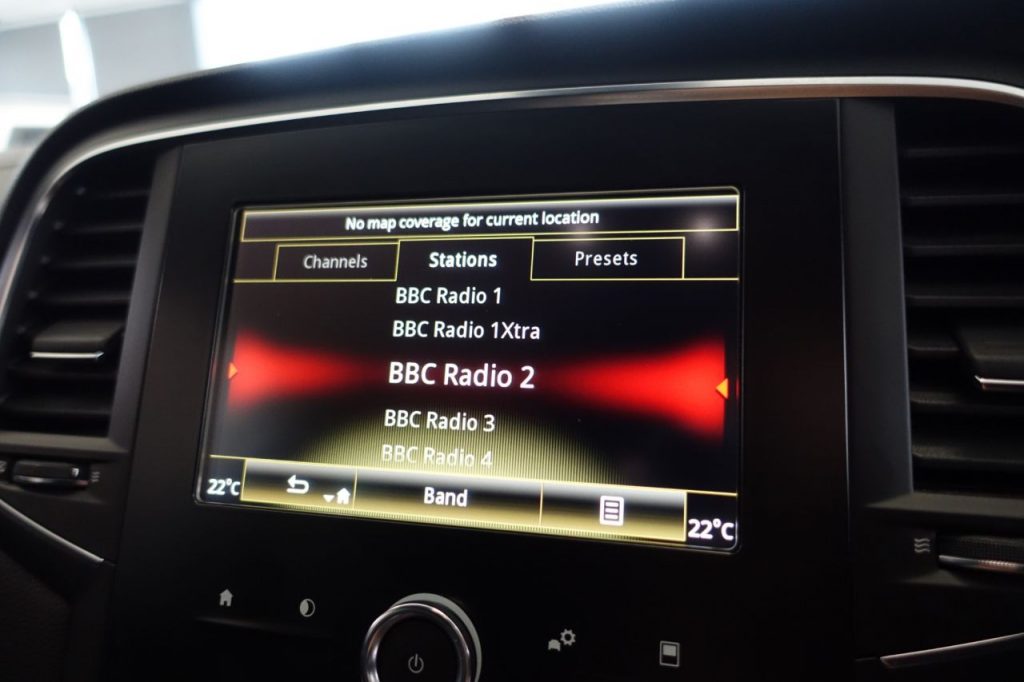 No map coverage for current location
Channels Stations Presets
BBC Radio 1
BBC Radio 1Xtra
BBC Radio 2
BBC Radio 3
BBC Radio 4
22°C Band 22°C